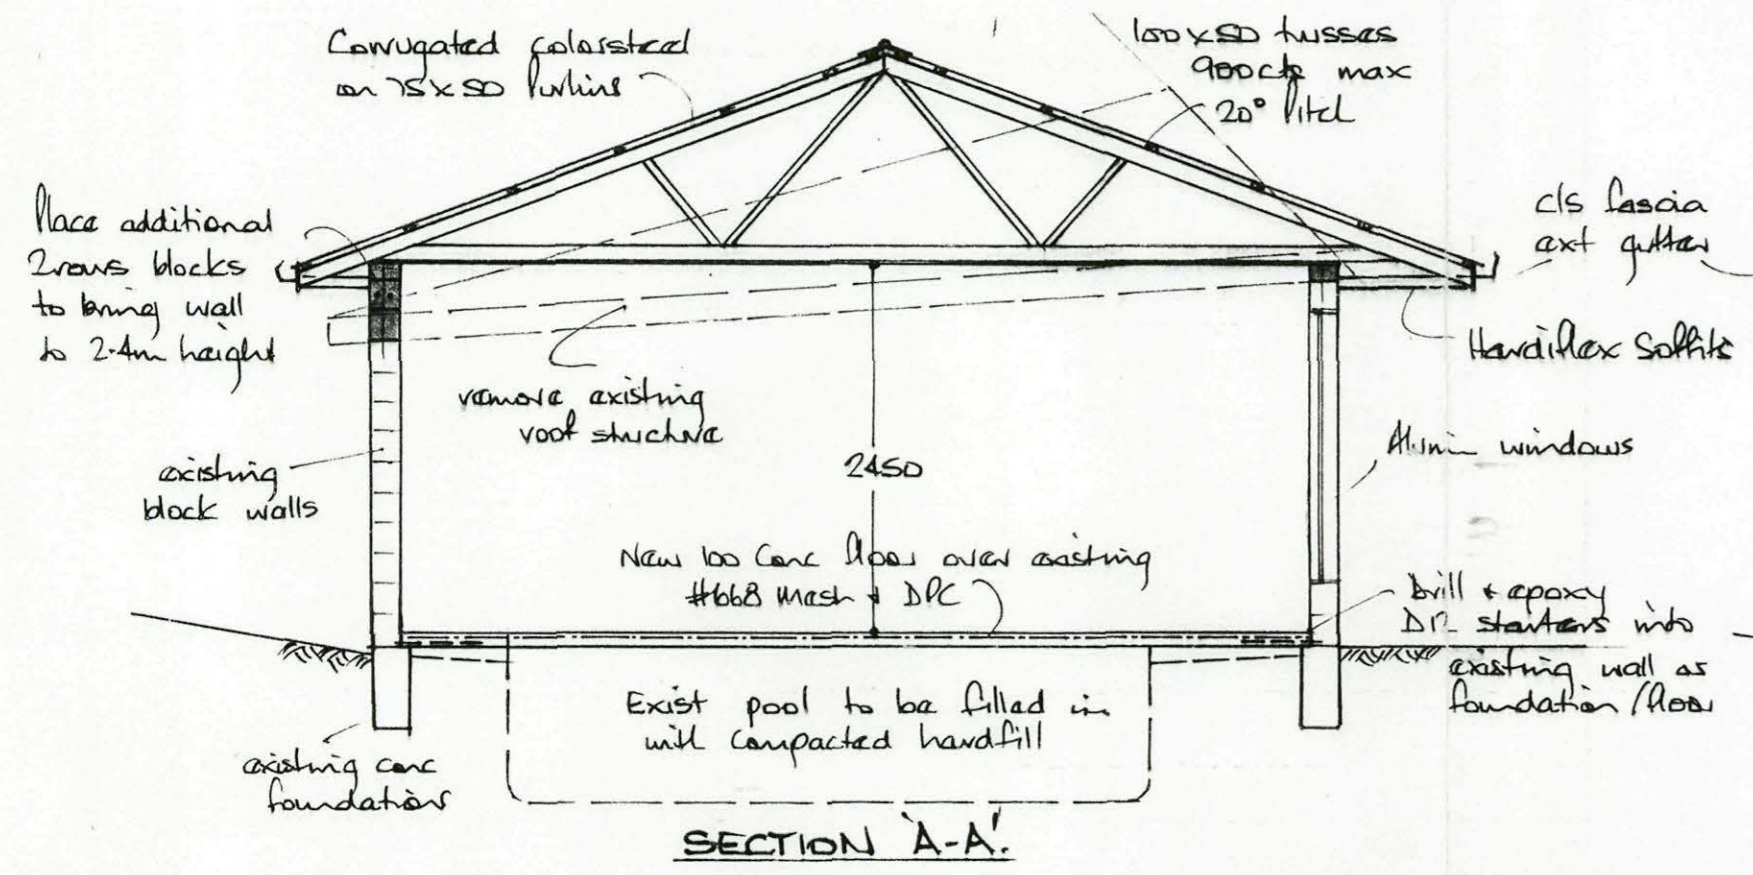 Corrugated colorsteel
on 75x50 Purlins
100x50 trusses
900crs max
20° Pitch
Place additional
2 rows blocks
to bring wall
to 2.4m height
c/s fascia
ext gutter
Hardiflex Soffits
remove existing
roof structure
existing
block walls
2450
Alumin windows
New 100 Conc floor over existing
#668 Mesh + DPC
Drill + epoxy
D12 starters into
existing wall as
foundation/floor
Exist pool to be filled in
with compacted hardfill
existing conc
foundations
SECTION 'A-A'.